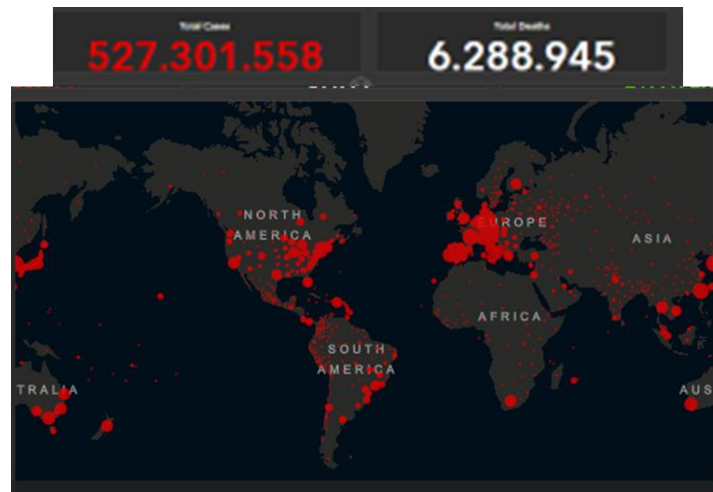 Total Cases
Total Deaths
527.301.558
6.288.945
NORTH
AMERICA
EUROPE
ASIA
AFRICA
SOUTH
AMERICA
TRALIA
AUS